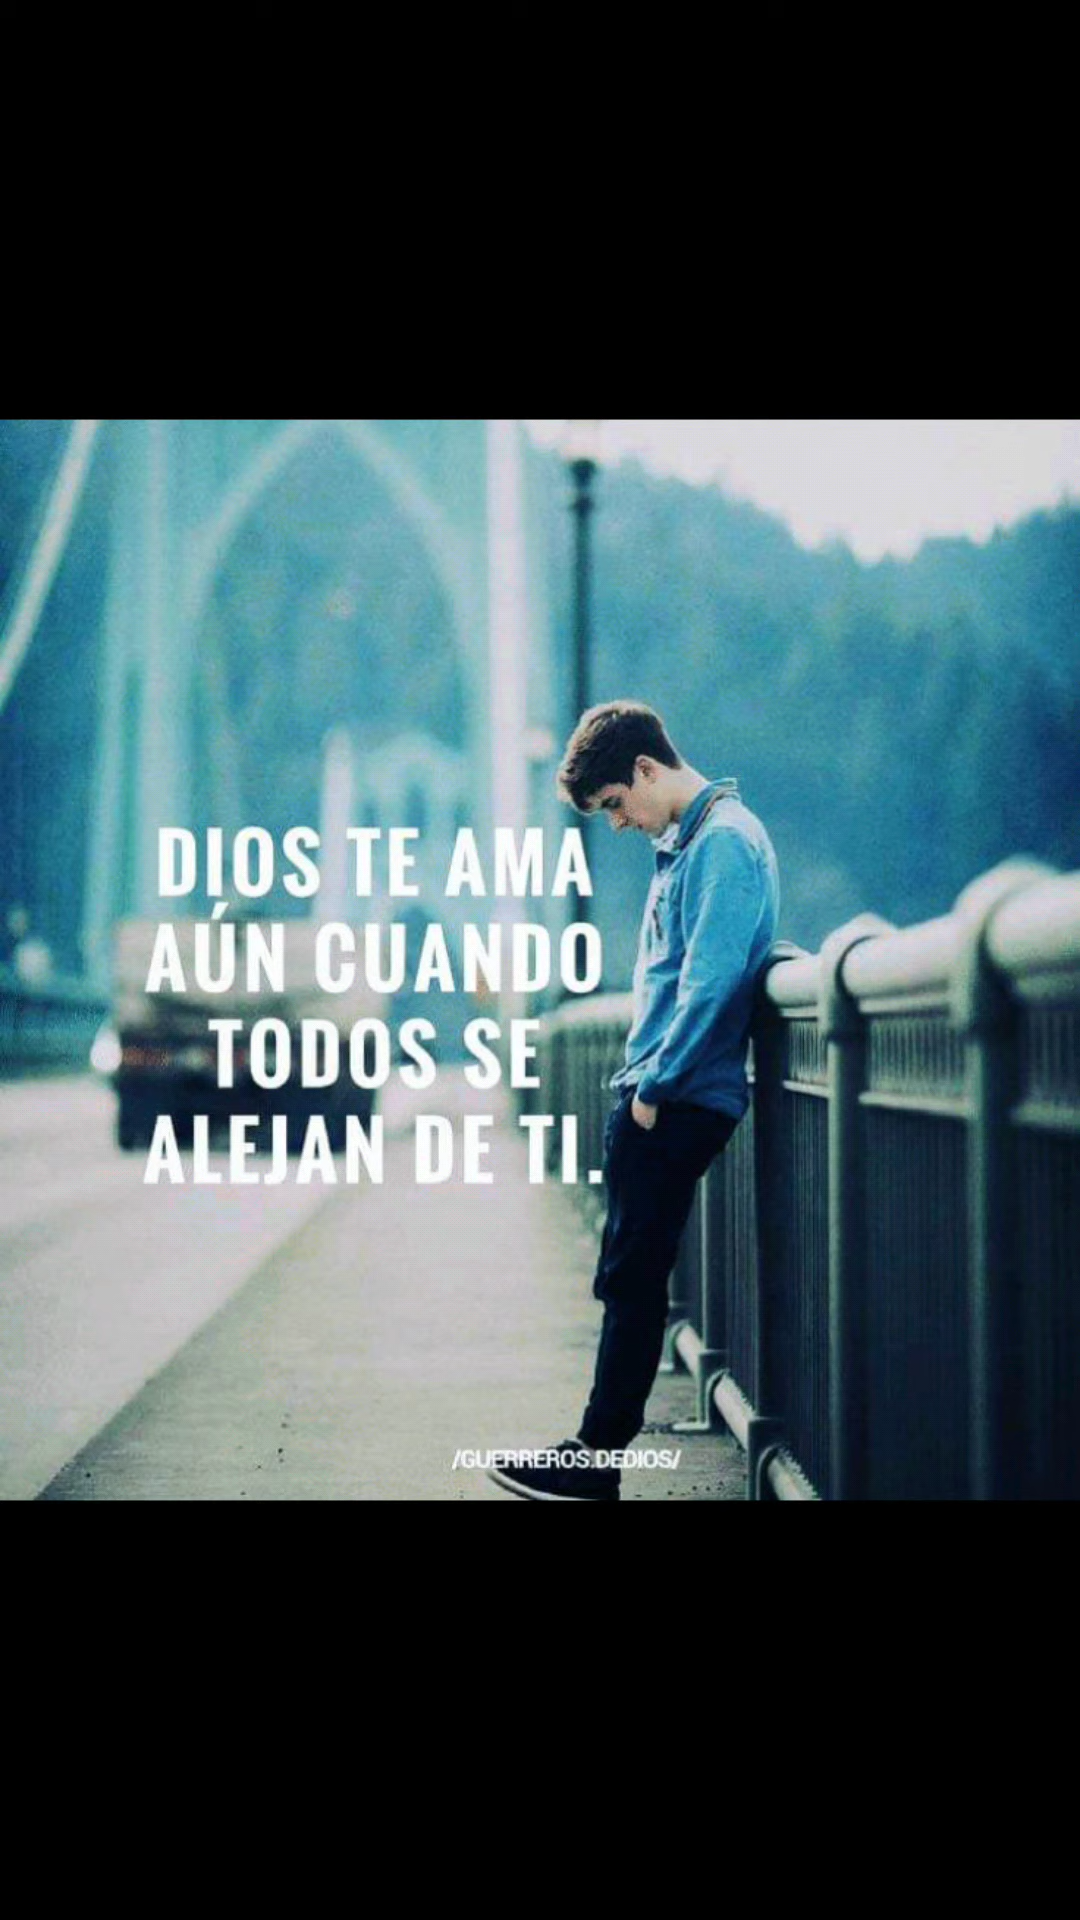 DIOS TE AMA
AÚN CUANDO
TODOS SE
ALEJAN DE TI.
/GUERREROS.DEDIOS/